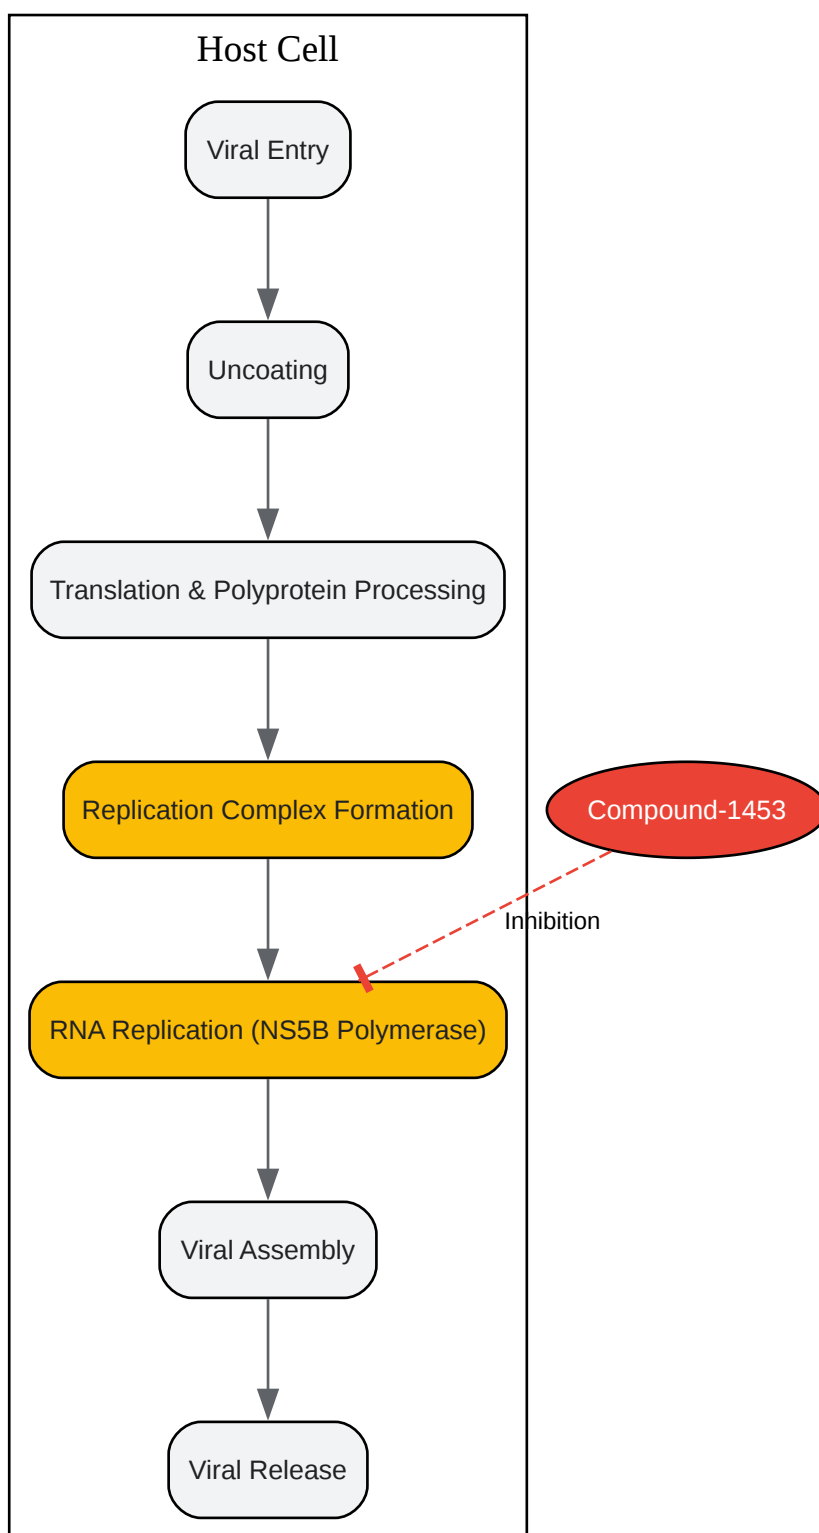 Host Cell
Viral Entry
Uncoating
Translation & Polyprotein Processing
Replication Complex Formation
Compound-1453
Inhibition
RNA Replication (NS5B Polymerase)
Viral Assembly
Viral Release